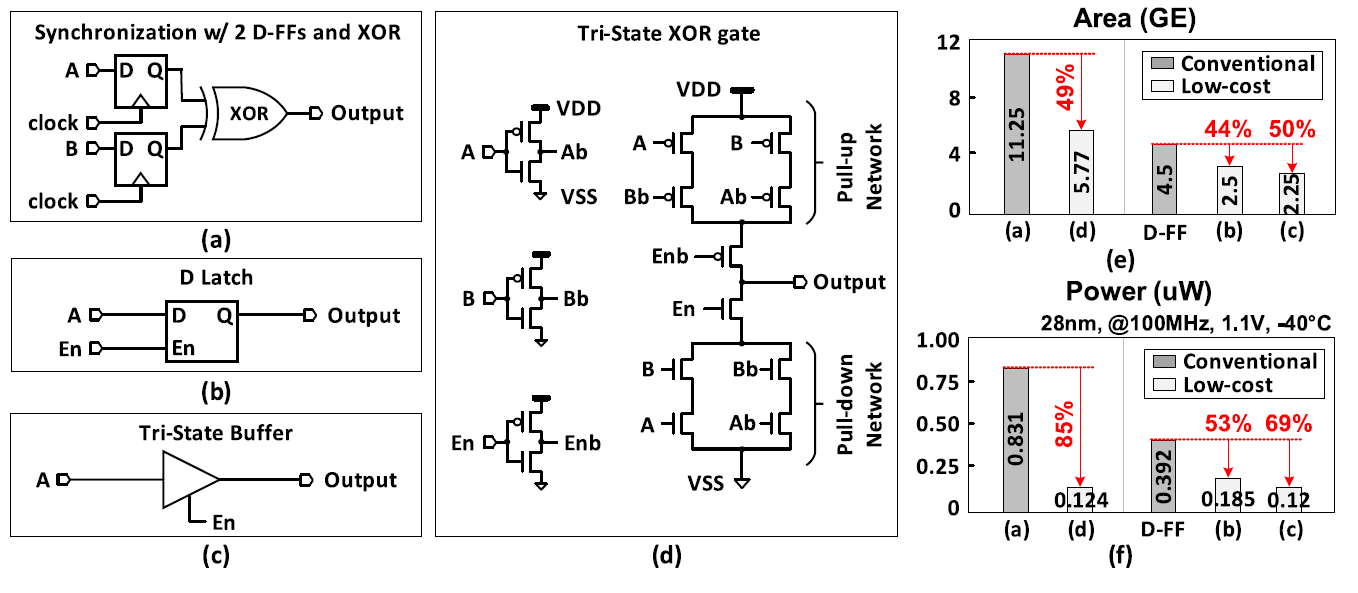 Synchronization w/ 2 D-FFs and XOR
A
D Q
clock
XOR
Output
B
D Q
clock
(a)
D Latch
A
D Q
Output
En
En
(b)
Tri-State Buffer
A
Output
En
(c)
Tri-State XOR gate
VDD
A
Ab
VSS
B
Bb
En
Enb
VDD
A
B
Bb
Ab
Pull-up
Network
Enb
Output
En
B
Bb
A
Ab
Pull-down
Network
VSS
(d)
Area (GE)
12
8
4
0
Conventional
Low-cost
49%
44%
50%
11.25
5.77
4.5
2.5
2.25
(a)
(d)
D-FF
(b)
(c)
(e)
Power (uW)
28nm, @100MHz, 1.1V, -40°C
1.00
0.75
0.50
0.25
0
Conventional
Low-cost
85%
53%
69%
0.831
0.124
0.392
0.185
0.12
(a)
(d)
D-FF
(b)
(c)
(f)